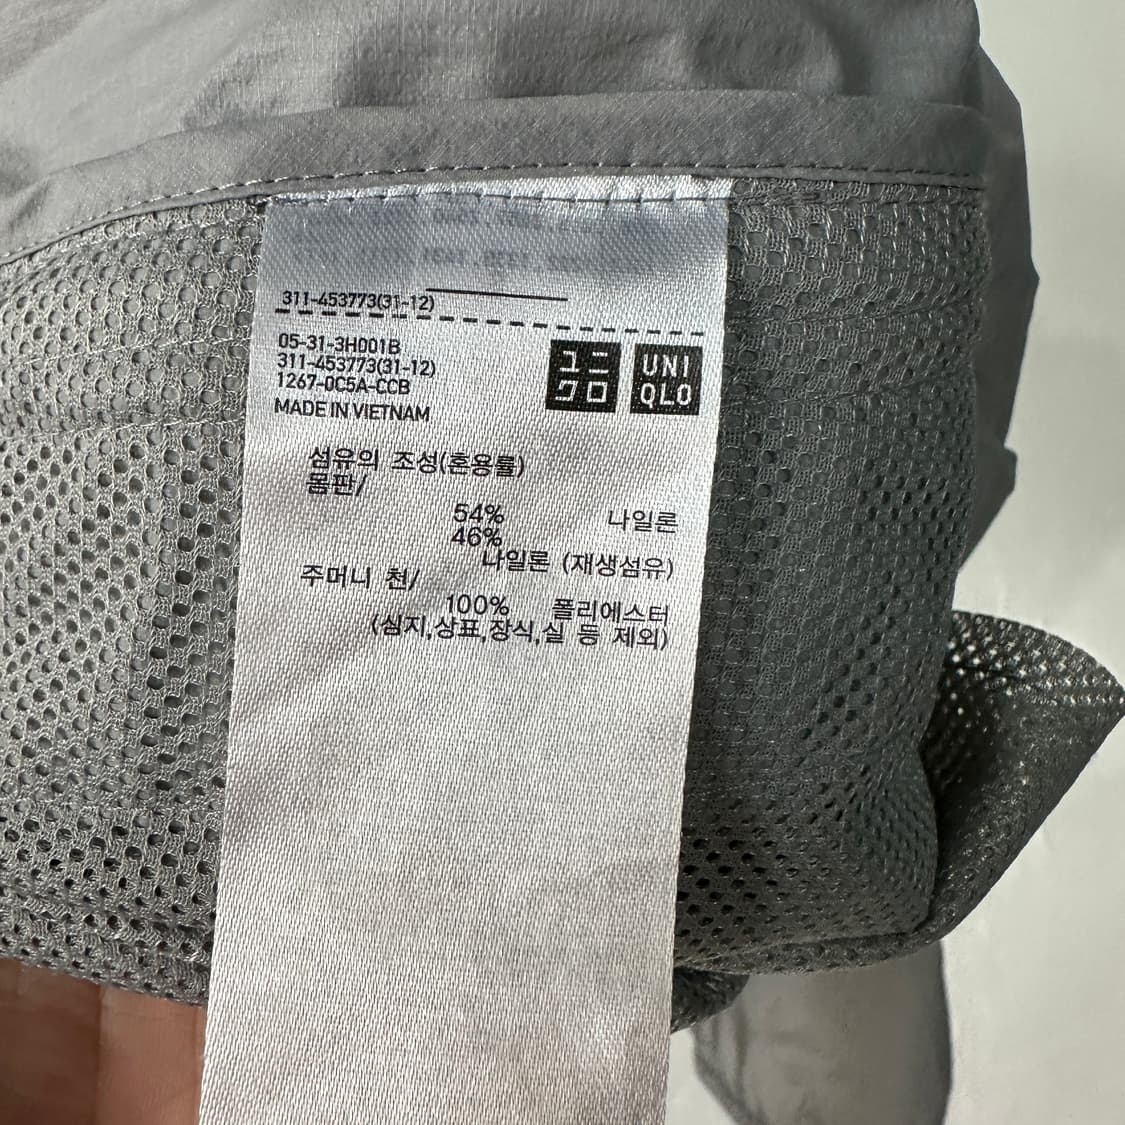 311-453773(31-12)
05-31-3H001B
311-453773(31-12)
1267-0C5A-CCB
MADE IN VIETNAM
ユニ
クロ
UNI
QLO
섬유의 조성(혼용률)
몸판/
54% 나일론
46%
나일론 (재생섬유)
주머니 천/
100% 폴리에스터
(심지,상표,장식,실 등 제외)